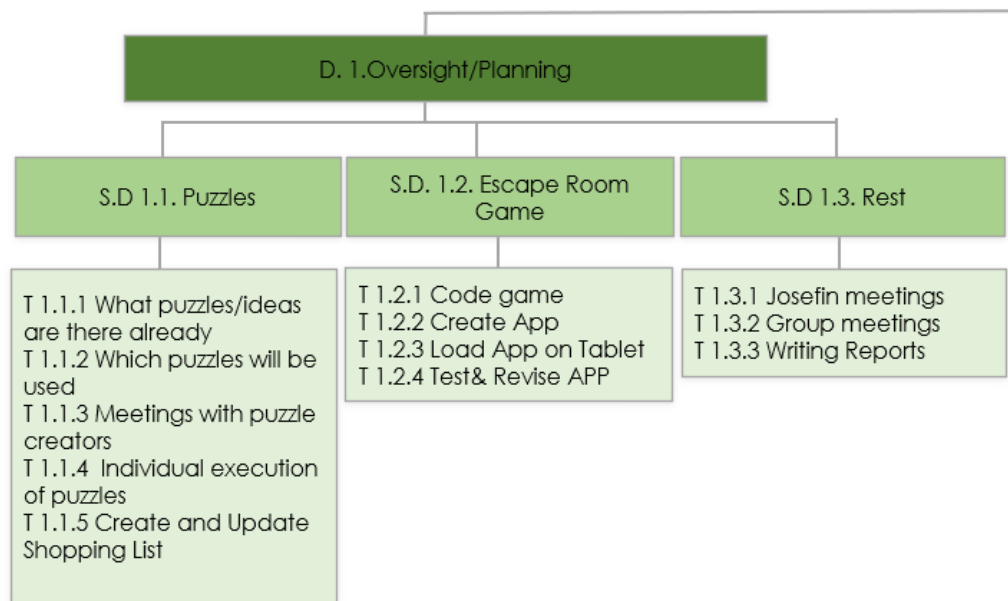 D. 1.Oversight/Planning
S.D 1.1. Puzzles
S.D. 1.2. Escape Room
Game
S.D 1.3. Rest
T 1.1.1 What puzzles/ideas
are there already
T 1.1.2 Which puzzles will be
used
T 1.1.3 Meetings with puzzle
creators
T 1.1.4  Individual execution
of puzzles
T 1.1.5 Create and Update
Shopping List
T 1.2.1 Code game
T 1.2.2 Create App
T 1.2.3 Load App on Tablet
T 1.2.4 Test& Revise APP
T 1.3.1 Josefin meetings
T 1.3.2 Group meetings
T 1.3.3 Writing Reports